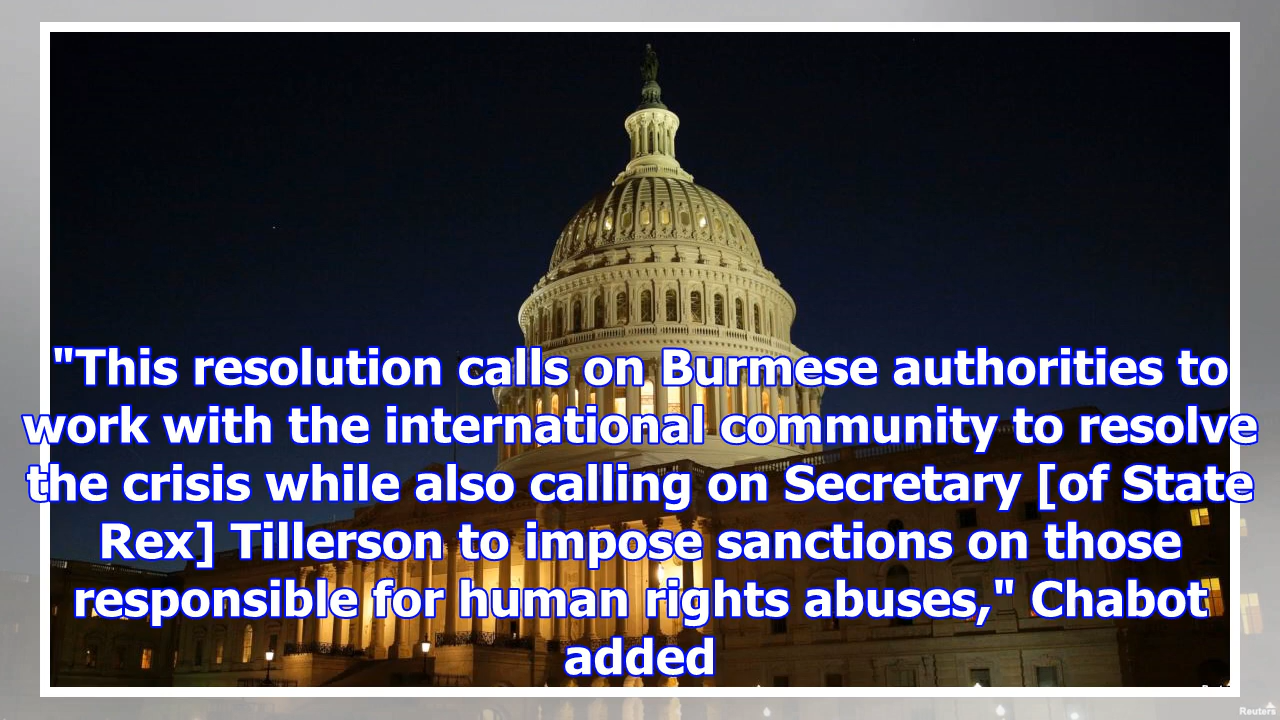 "This resolution calls on Burmese authorities to
work with the international community to resolve
the crisis while also calling on Secretary [of State
Rex] Tillerson to impose sanctions on those
responsible for human rights abuses," Chabot
added
Reuters